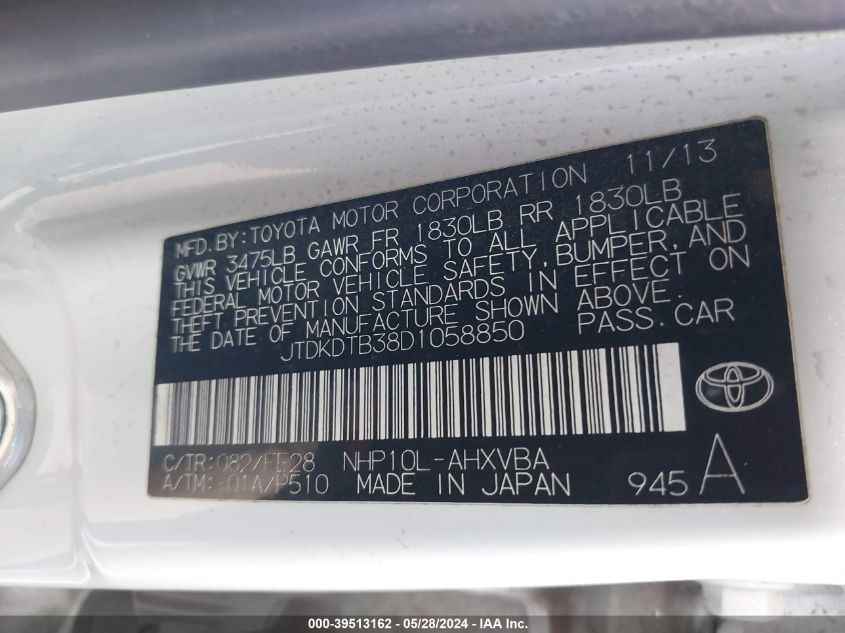 MFD. BY: TOYOTA MOTOR CORPORATION 11/13
GVWR 3475LB GAWR FR 1830LB RR 1830LB
THIS VEHICLE CONFORMS TO ALL APPLICABLE
FEDERAL MOTOR VEHICLE SAFETY, BUMPER, AND
THEFT PREVENTION STANDARDS IN EFFECT ON
THE DATE OF MANUFACTURE SHOWN ABOVE.
JTDKDTB38D1058850 PASS. CAR
C/TR: 082/FE28 NHP10L-AHXVBA
A/TM: -01A/P510 MADE IN JAPAN 945 A
000-39513162 - 05/28/2024 - IAA Inc.